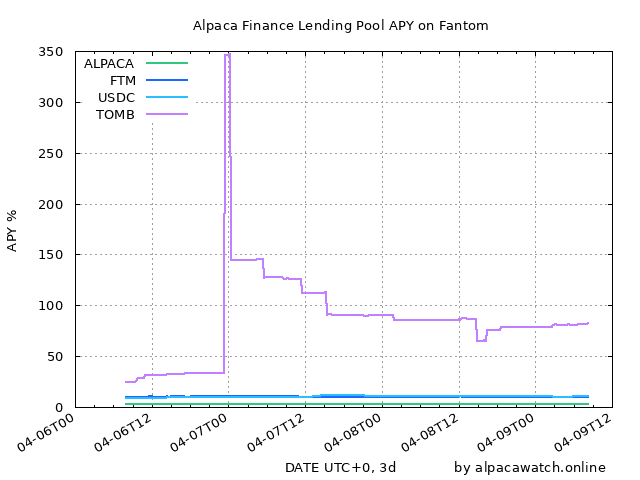 Alpaca Finance Lending Pool APY on Fantom
350
300
250
200
150
100
50
0
APY %
ALPACA
FTM
USDC
TOMB
04-06T00
04-06T12
04-07T00
04-07T12
04-08T00
04-08T12
04-09T00
04-09T12
DATE UTC+0, 3d
by alpacawatch.online